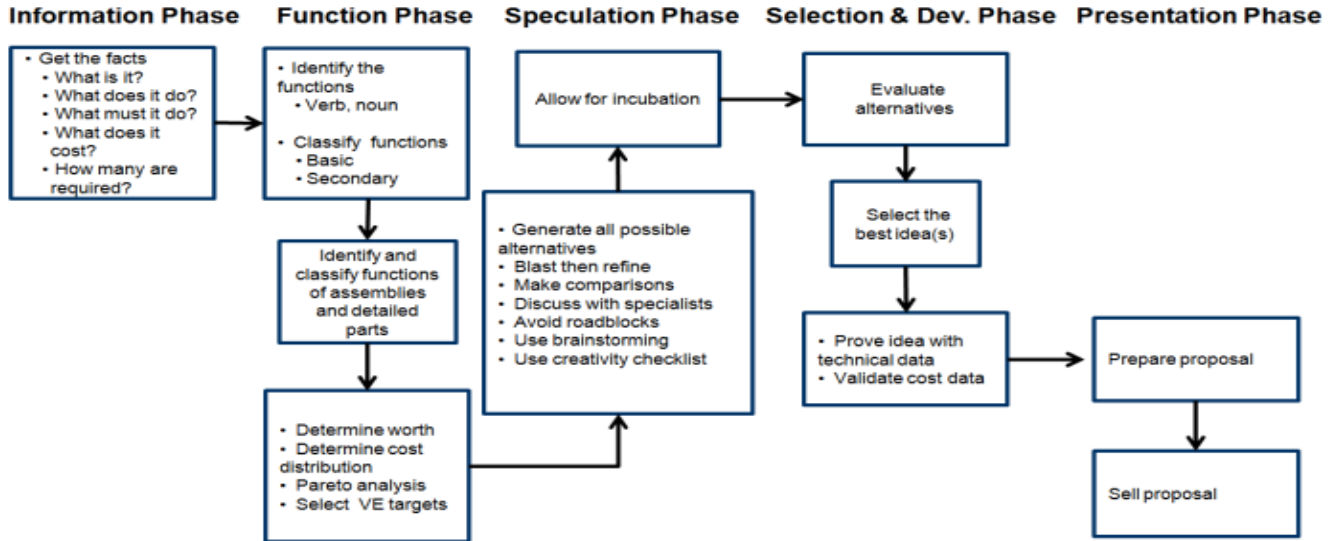 Information Phase
Function Phase
Speculation Phase
Selection & Dev. Phase
Presentation Phase
• Get the facts
• What is it?
• What does it do?
• What must it do?
• What does it
cost?
• How many are
required?
• Identify the
functions
• Verb, noun
• Classify functions
• Basic
• Secondary
Identify and
classify functions
of assemblies
and detailed
parts
• Determine worth
• Determine cost
distribution
• Pareto analysis
• Select VE targets
Allow for incubation
• Generate all possible
alternatives
• Blast then refine
• Make comparisons
• Discuss with specialists
• Avoid roadblocks
• Use brainstorming
• Use creativity checklist
Evaluate
alternatives
Select the
best idea(s)
• Prove idea with
technical data
• Validate cost data
Prepare proposal
Sell proposal